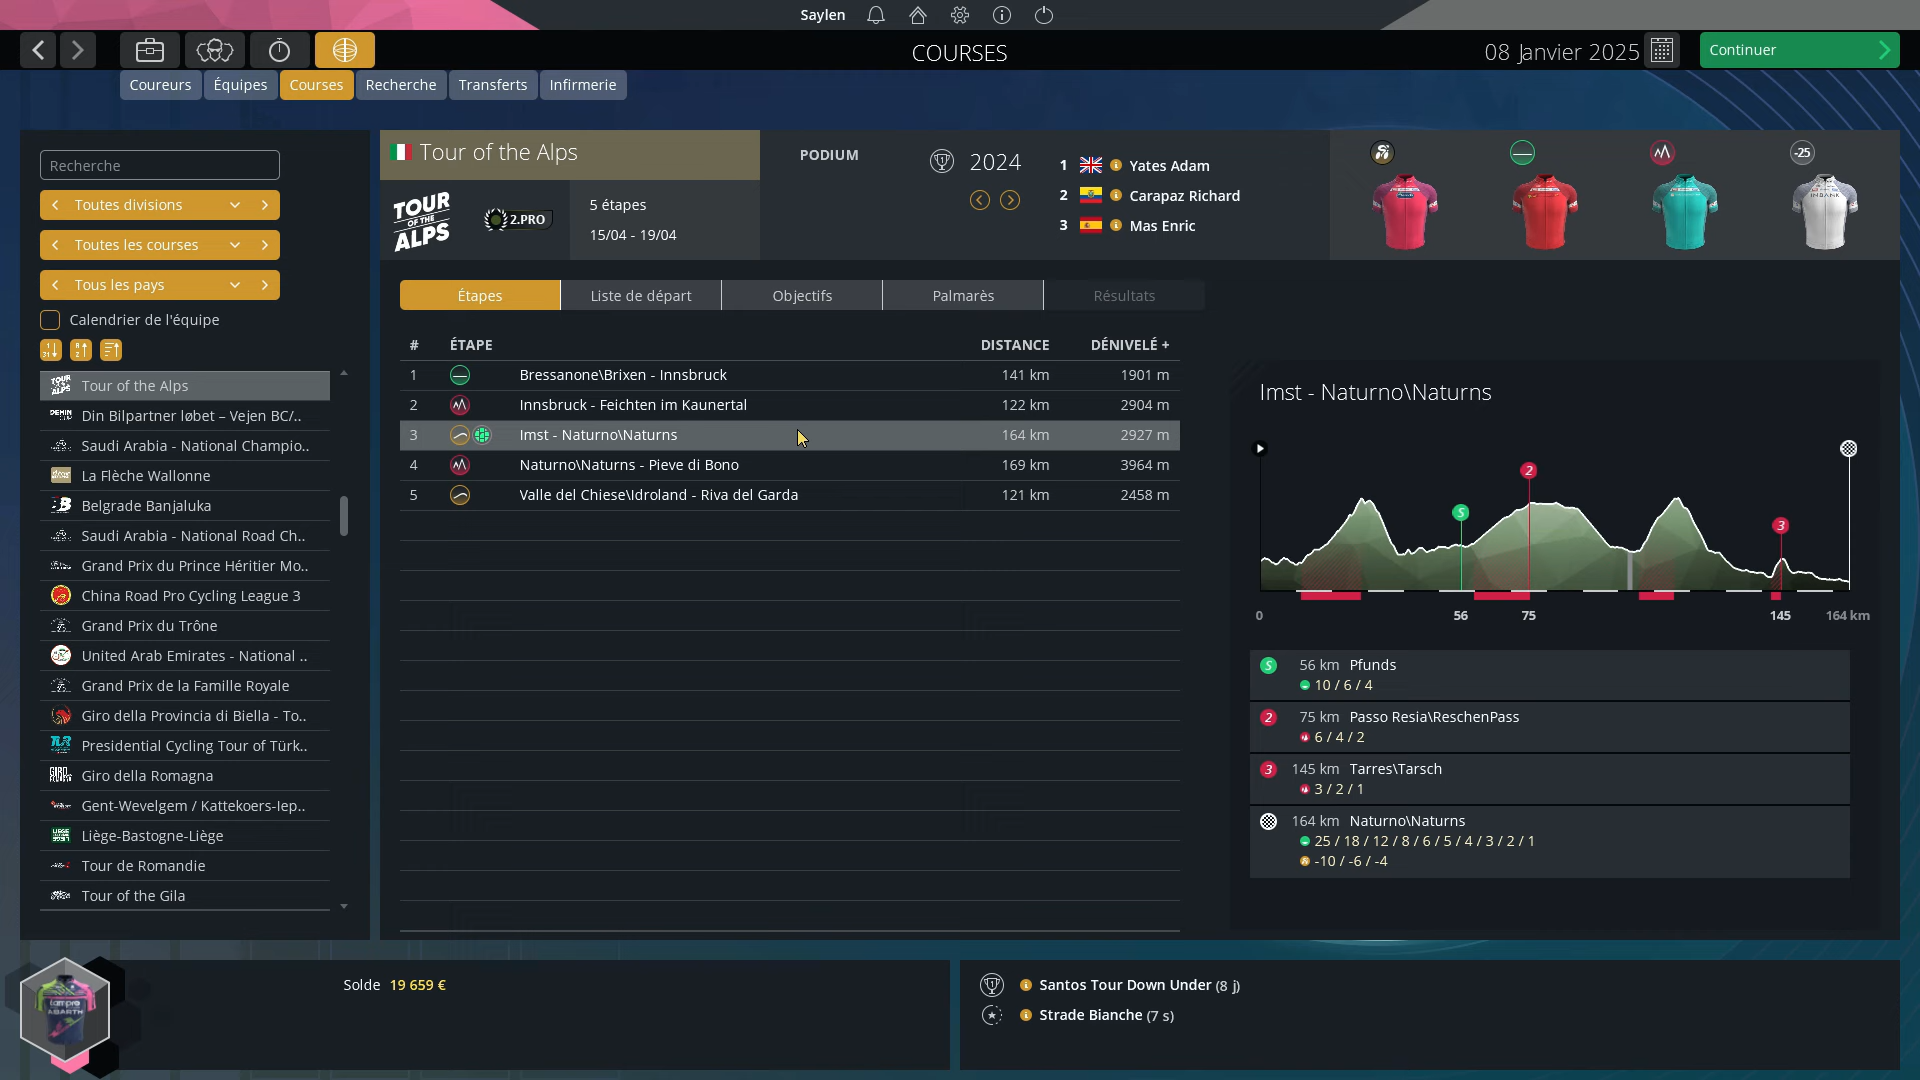 Saylen
COURSES
08 Janvier 2025
Continuer
Coureurs
Équipes
Courses
Recherche
Transferts
Infirmerie
Recherche
Toutes divisions
Toutes les courses
Tous les pays
Calendrier de l'équipe
Tour of the Alps
Din Bilpartner løbet – Vejen BC/..
Saudi Arabia - National Champio..
La Flèche Wallonne
Belgrade Banjaluka
Saudi Arabia - National Road Ch..
Grand Prix du Prince Héritier Mo..
China Road Pro Cycling League 3
Grand Prix du Trône
United Arab Emirates - National ..
Grand Prix de la Famille Royale
Giro della Provincia di Biella - To..
Presidential Cycling Tour of Türk..
Giro della Romagna
Gent-Wevelgem / Kattekoers-Iep..
Liège-Bastogne-Liège
Tour de Romandie
Tour of the Gila
Tour of the Alps
TOUR OF THE ALPS
2.PRO
5 étapes
15/04 - 19/04
PODIUM
2024
1 Yates Adam
2 Carapaz Richard
3 Mas Enric
-25
Étapes
Liste de départ
Objectifs
Palmarès
Résultats
# ÉTAPE DISTANCE DÉNIVELÉ +
1 Bressanone\Brixen - Innsbruck 141 km 1901 m
2 Innsbruck - Feichten im Kaunertal 122 km 2904 m
3 Imst - Naturno\Naturns 164 km 2927 m
4 Naturno\Naturns - Pieve di Bono 169 km 3964 m
5 Valle del Chiese\Idroland - Riva del Garda 121 km 2458 m
Imst - Naturno\Naturns
S
2
3
0 56 75 145 164 km
S 56 km Pfunds
10 / 6 / 4
2 75 km Passo Resia\ReschenPass
6 / 4 / 2
3 145 km Tarres\Tarsch
3 / 2 / 1
164 km Naturno\Naturns
25 / 18 / 12 / 8 / 6 / 5 / 4 / 3 / 2 / 1
-10 / -6 / -4
Solde 19 659 €
Santos Tour Down Under (8 j)
Strade Bianche (7 s)
lampre